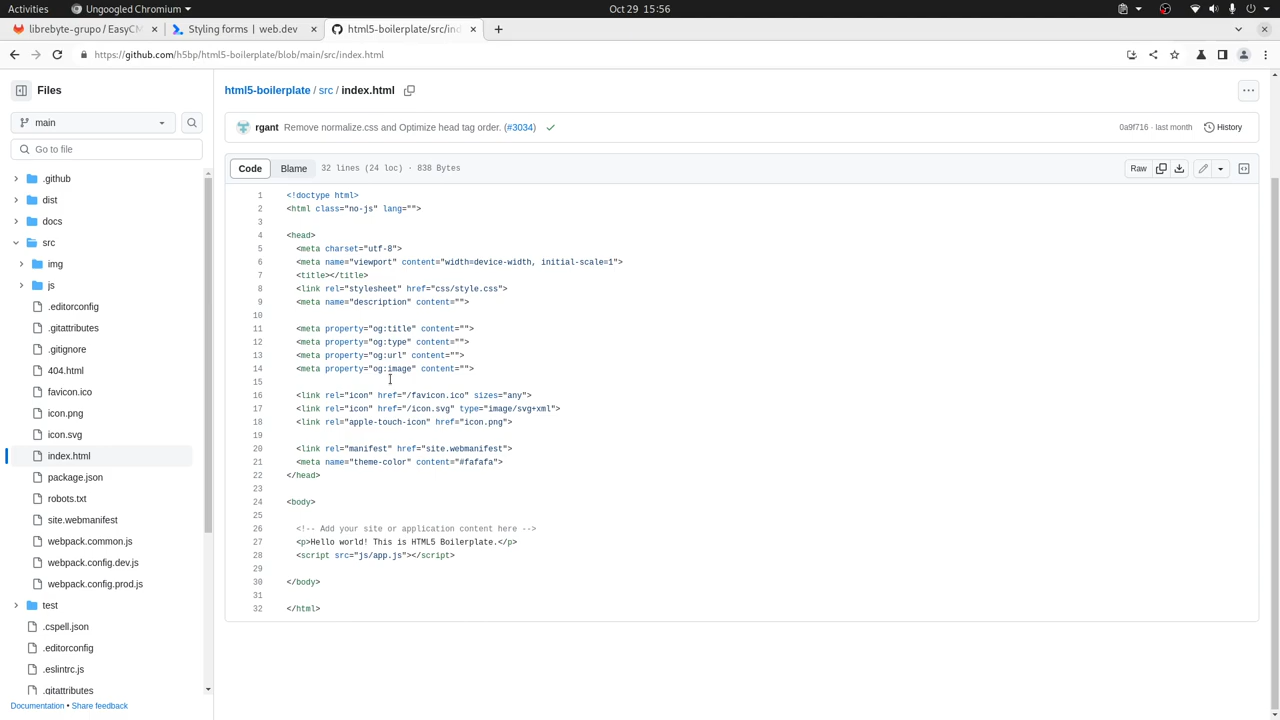 Activities
Ungoogled Chromium
Oct 29 15:56
librebyte-grupo / EasyCM
Styling forms | web.dev
html5-boilerplate/src/ind
https://github.com/h5bp/html5-boilerplate/blob/main/src/index.html
Files
html5-boilerplate / src / index.html
main
rgant Remove normalize.css and Optimize head tag order. (#3034)
0a9f716 · last month
History
Go to file
Code
Blame
32 lines (24 loc) · 838 Bytes
Raw
.github
dist
docs
src
img
js
.editorconfig
.gitattributes
.gitignore
404.html
favicon.ico
icon.png
icon.svg
index.html
package.json
robots.txt
site.webmanifest
webpack.common.js
webpack.config.dev.js
webpack.config.prod.js
test
.cspell.json
.editorconfig
.eslintrc.js
.gitattributes
Documentation • Share feedback
1 <!doctype html>
2 <html class="no-js" lang="">
3
4 <head>
5 <meta charset="utf-8">
6 <meta name="viewport" content="width=device-width, initial-scale=1">
7 <title></title>
8 <link rel="stylesheet" href="css/style.css">
9 <meta name="description" content="">
10
11 <meta property="og:title" content="">
12 <meta property="og:type" content="">
13 <meta property="og:url" content="">
14 <meta property="og:image" content="">
15
16 <link rel="icon" href="/favicon.ico" sizes="any">
17 <link rel="icon" href="/icon.svg" type="image/svg+xml">
18 <link rel="apple-touch-icon" href="icon.png">
19
20 <link rel="manifest" href="site.webmanifest">
21 <meta name="theme-color" content="#fafafa">
22 </head>
23
24 <body>
25
26 <!-- Add your site or application content here -->
27 <p>Hello world! This is HTML5 Boilerplate.</p>
28 <script src="js/app.js"></script>
29
30 </body>
31
32 </html>